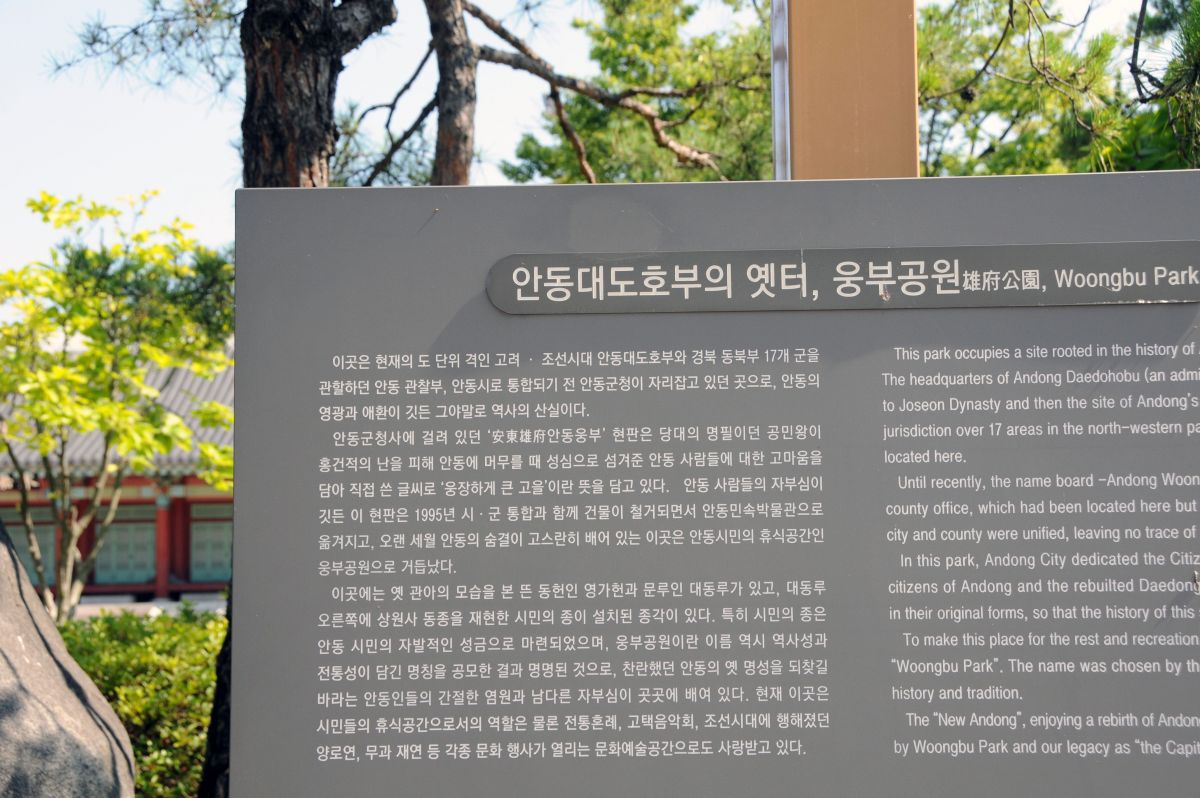 안동대도호부의 옛터, 웅부공원雄府公園, Woongbu Park
이곳은 현재의 도 단위 격인 고려 · 조선시대 안동대도호부와 경북 동북부 17개 군을
관할하던 안동 관찰부, 안동시로 통합되기 전 안동군청이 자리잡고 있던 곳으로, 안동의
영광과 애환이 깃든 그야말로 역사의 산실이다.
안동군청사에 걸려 있던 ‘安東雄府안동웅부’ 현판은 당대의 명필이던 공민왕이
홍건적의 난을 피해 안동에 머무를 때 성심으로 섬겨준 안동 사람들에 대한 고마움을
담아 직접 쓴 글씨로 ‘웅장하게 큰 고을’이란 뜻을 담고 있다. 안동 사람들의 자부심이
깃든 이 현판은 1995년 시 · 군 통합과 함께 건물이 철거되면서 안동민속박물관으로
옮겨지고, 오랜 세월 안동의 숨결이 고스란히 배어 있는 이곳은 안동시민의 휴식공간인
웅부공원으로 거듭났다.
이곳에는 옛 관아의 모습을 본 뜬 동헌인 영가헌과 문루인 대동루가 있고, 대동루
오른쪽에 상원사 동종을 재현한 시민의 종이 설치된 종각이 있다. 특히 시민의 종은
안동 시민의 자발적인 성금으로 마련되었으며, 웅부공원이란 이름 역시 역사성과
전통성이 담긴 명칭을 공모한 결과 명명된 것으로, 찬란했던 안동의 옛 명성을 되찾길
바라는 안동인들의 간절한 염원과 남다른 자부심이 곳곳에 배여 있다. 현재 이곳은
시민들의 휴식공간으로서의 역할은 물론 전통혼례, 고택음악회, 조선시대에 행해졌던
양로연, 무과 재연 등 각종 문화 행사가 열리는 문화예술공간으로도 사랑받고 있다.
This park occupies a site rooted in the history of
The headquarters of Andong Daedohobu (an admi
to Joseon Dynasty and then the site of Andong's
jurisdiction over 17 areas in the north-western pa
located here.
Until recently, the name board -Andong Woon
county office, which had been located here but
city and county were unified, leaving no trace of
In this park, Andong City dedicated the Citiz
citizens of Andong and the rebuilted Daedong
in their original forms, so that the history of this
To make this place for the rest and recreation
“Woongbu Park”. The name was chosen by th
history and tradition.
The “New Andong”, enjoying a rebirth of Andon
by Woongbu Park and our legacy as “the Capit